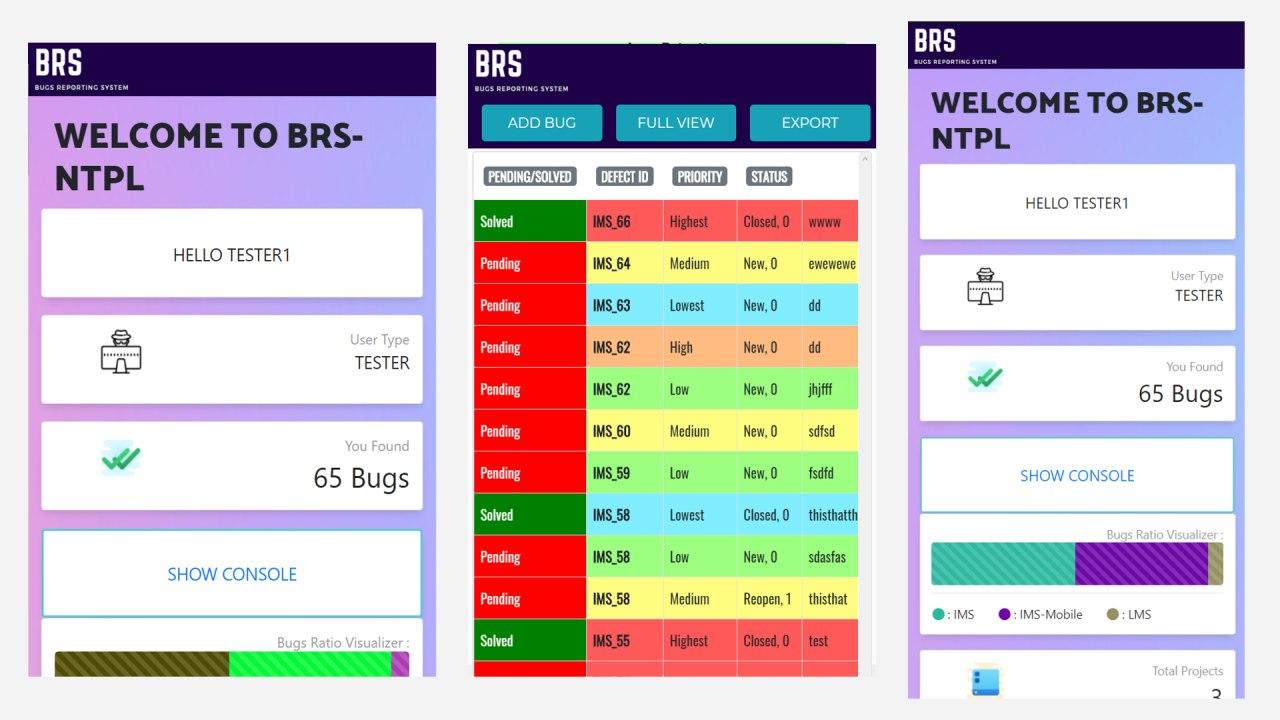 BRS
BUGS REPORTING SYSTEM
WELCOME TO BRS-
NTPL
HELLO TESTER1
User Type
TESTER
You Found
65 Bugs
SHOW CONSOLE
Bugs Ratio Visualizer :
BRS
BUGS REPORTING SYSTEM
ADD BUG FULL VIEW EXPORT
PENDING/SOLVED DEFECT ID PRIORITY STATUS
Solved IMS_66 Highest Closed, 0 wwww
Pending IMS_64 Medium New, 0 ewewewe
Pending IMS_63 Lowest New, 0 dd
Pending IMS_62 High New, 0 dd
Pending IMS_62 Low New, 0 jhjfff
Pending IMS_60 Medium New, 0 sdfsd
Pending IMS_59 Low New, 0 fsdfd
Solved IMS_58 Lowest Closed, 0 thisthatth
Pending IMS_58 Low New, 0 sdasfas
Pending IMS_58 Medium Reopen, 1 thisthat
Solved IMS_55 Highest Closed, 0 test
BRS
BUGS REPORTING SYSTEM
WELCOME TO BRS-
NTPL
HELLO TESTER1
User Type
TESTER
You Found
65 Bugs
SHOW CONSOLE
Bugs Ratio Visualizer :
: IMS : IMS-Mobile : LMS
Total Projects
3